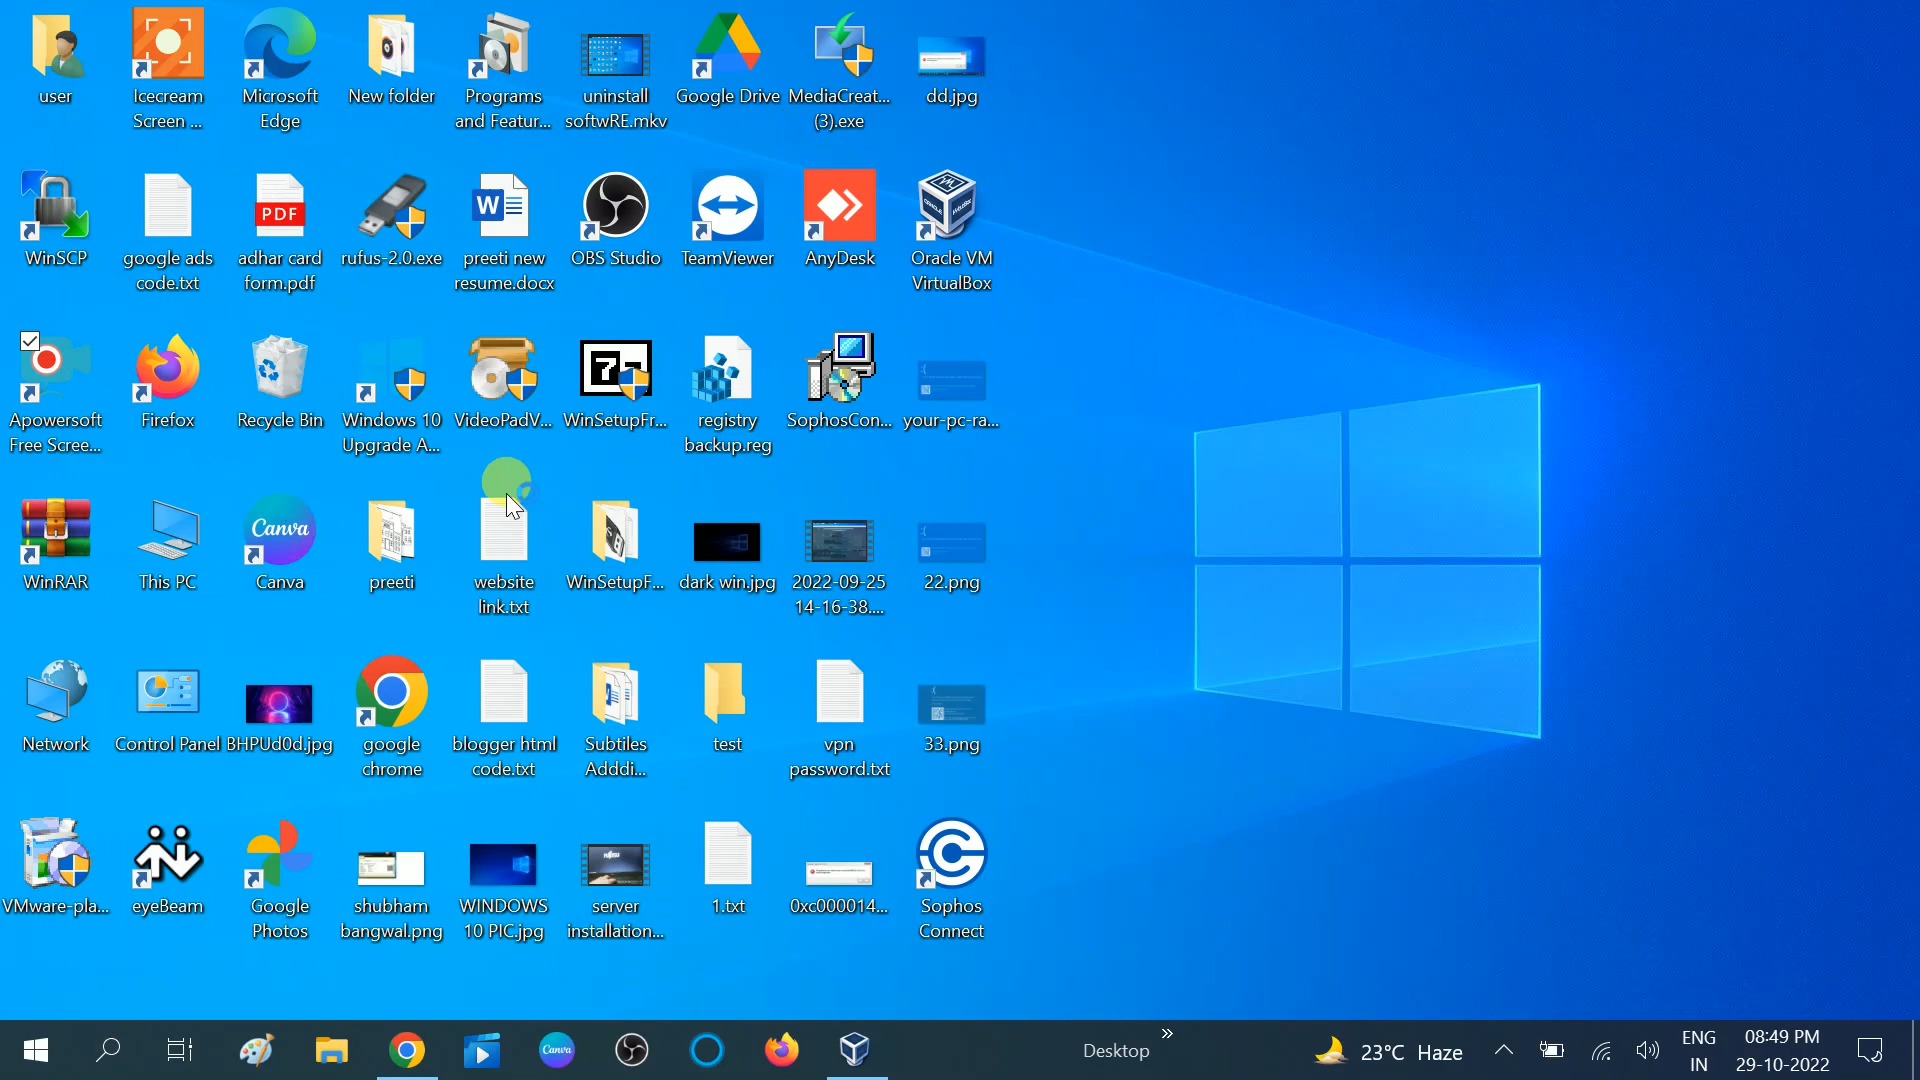 user
Icecream
Screen ...
Microsoft
Edge
New folder
Programs
and Featur...
uninstall
softwRE.mkv
Google Drive
MediaCreat...
(3).exe
dd.jpg
WinSCP
google ads
code.txt
PDF
adhar card
form.pdf
rufus-2.0.exe
W
preeti new
resume.docx
OBS Studio
TeamViewer
AnyDesk
Oracle VM
VirtualBox
Apowersoft
Free Scree...
Firefox
Recycle Bin
Windows 10
Upgrade A...
VideoPadV...
WinSetupFr...
registry
backup.reg
SophosCon...
your-pc-ra...
WinRAR
This PC
Canva
Canva
preeti
website
link.txt
WinSetupF...
dark win.jpg
2022-09-25
14-16-38....
22.png
Network
Control Panel
BHPUd0d.jpg
google
chrome
blogger html
code.txt
Subtiles
Adddi...
test
vpn
password.txt
33.png
VMware-pla...
eyeBeam
Google
Photos
shubham
bangwal.png
WINDOWS
10 PIC.jpg
server
installation...
1.txt
0xc000014...
Sophos
Connect
Canva
Desktop
23°C Haze
ENG
IN
08:49 PM
29-10-2022